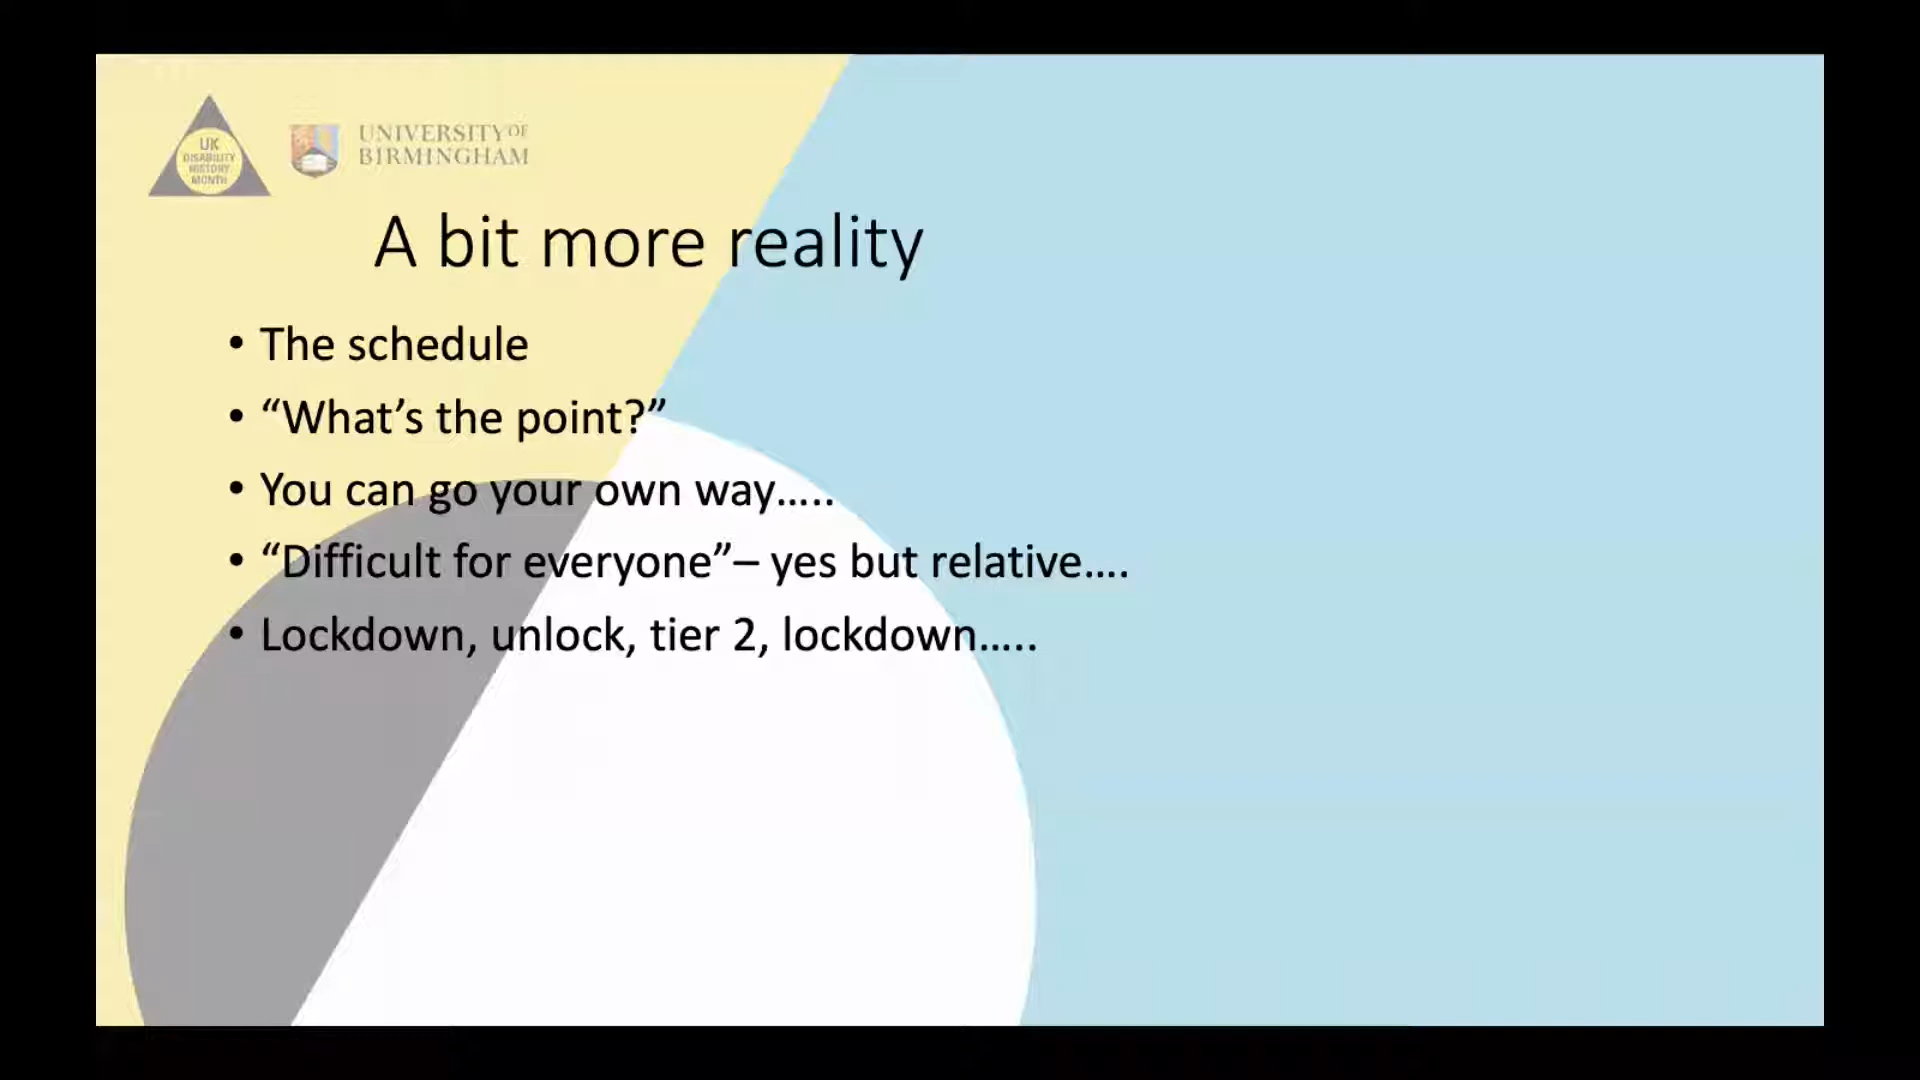 UK
DISABILITY
HISTORY
MONTH
UNIVERSITY OF
BIRMINGHAM
A bit more reality
• The schedule
• “What’s the point?”
• You can go your own way.....
• “Difficult for everyone”– yes but relative....
• Lockdown, unlock, tier 2, lockdown.....